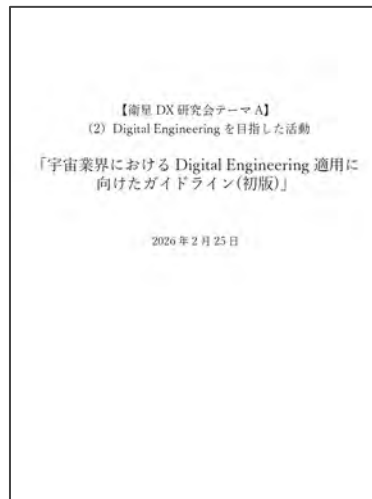 【衛星 DX 研究会テーマ A】
(2) Digital Engineering を目指した活動
「宇宙業界における Digital Engineering 適用に
向けたガイドライン(初版)」
2026 年 2 月 25 日